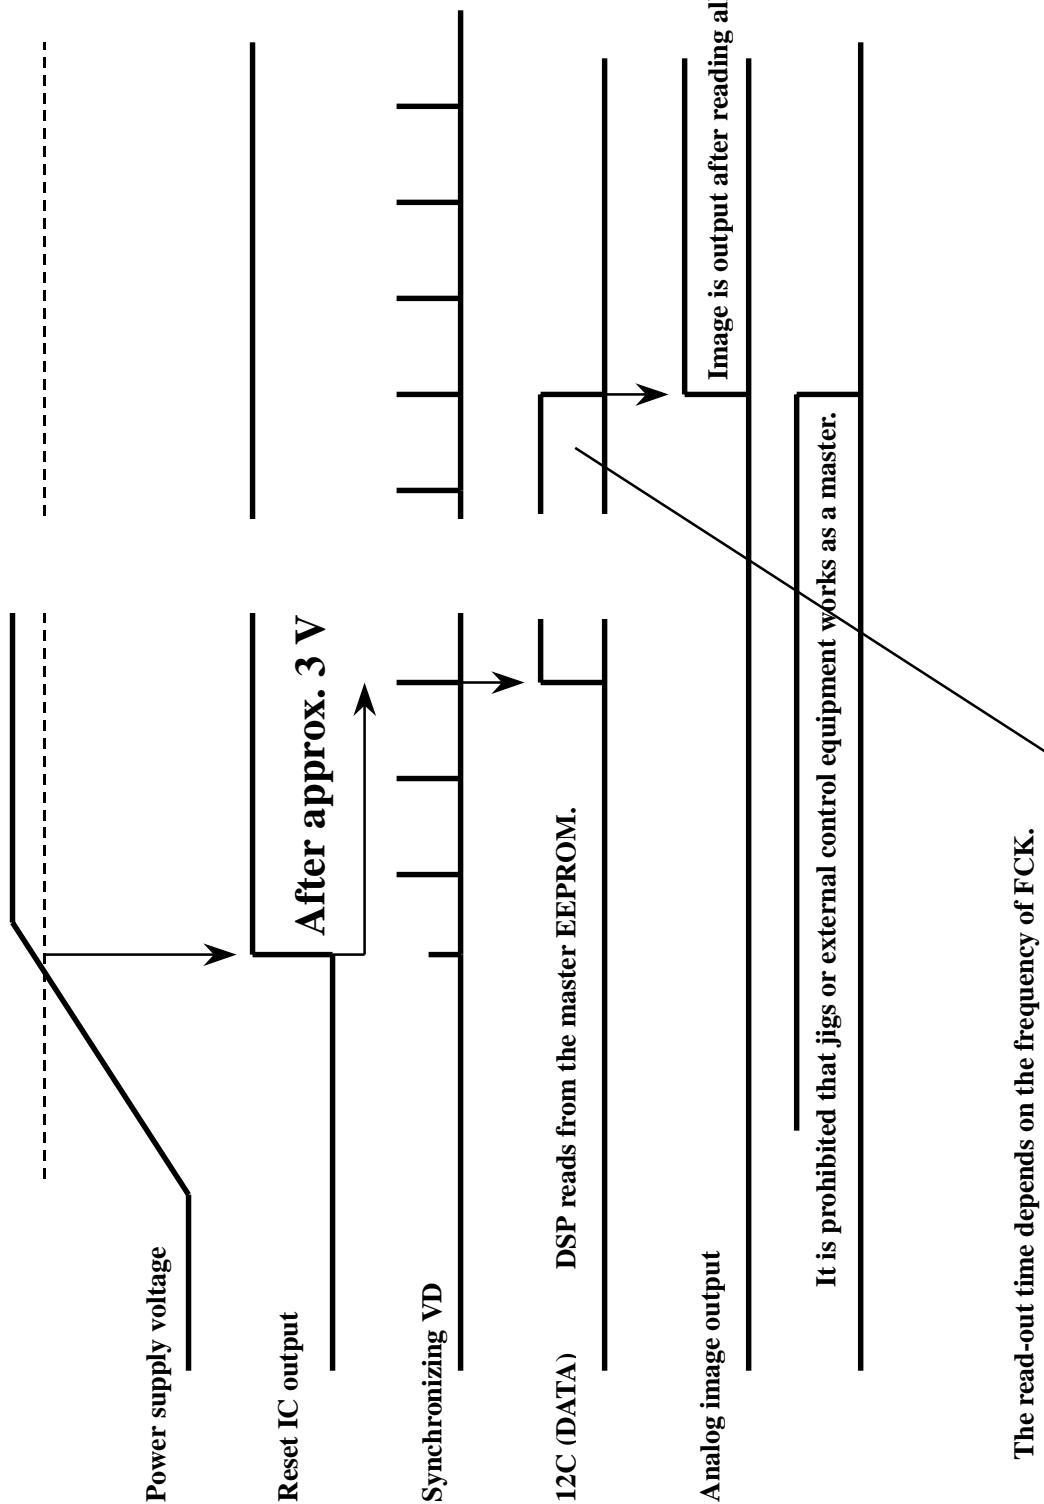 Power supply voltage
Reset IC output
After approx. 3 V
Synchronizing VD
12C (DATA)
DSP reads from the master EEPROM.
Analog image output
Image is output after reading al
It is prohibited that jigs or external control equipment works as a master.
The read-out time depends on the frequency of FCK.